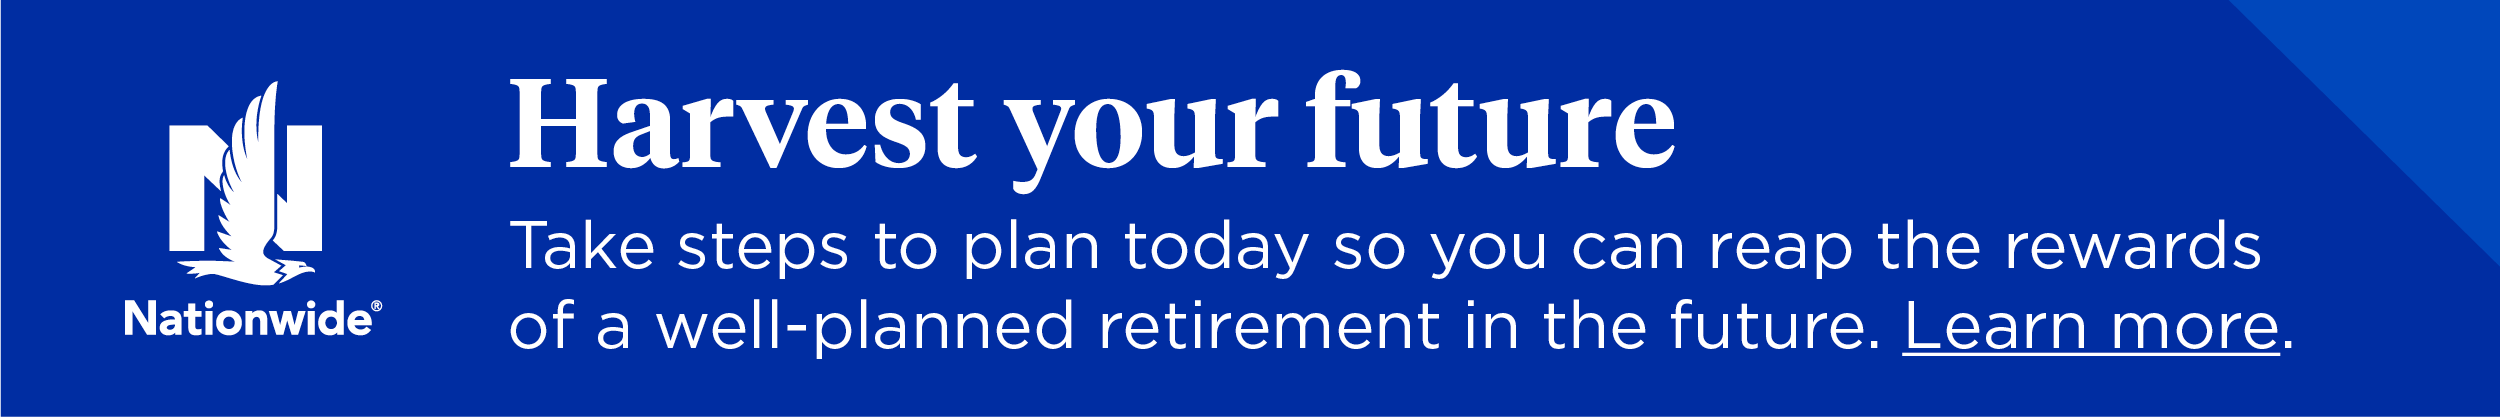 Harvest your future
Take steps to plan today so you can reap the rewards
of a well-planned retirement in the future. Learn more.
N
Nationwide®